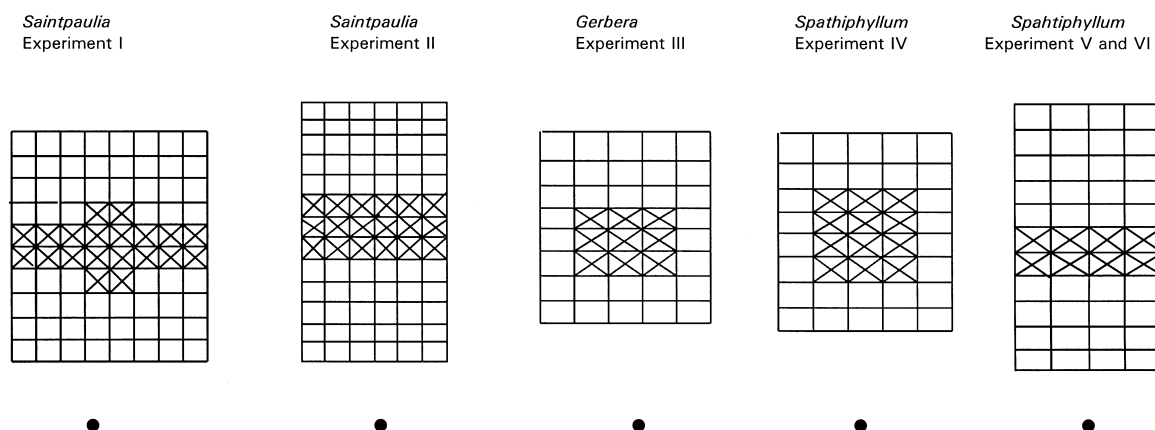 Saintpaulia
Experiment I
Saintpaulia
Experiment II
Gerbera
Experiment III
Spathiphyllum
Experiment IV
Spahtiphyllum
Experiment V and VI